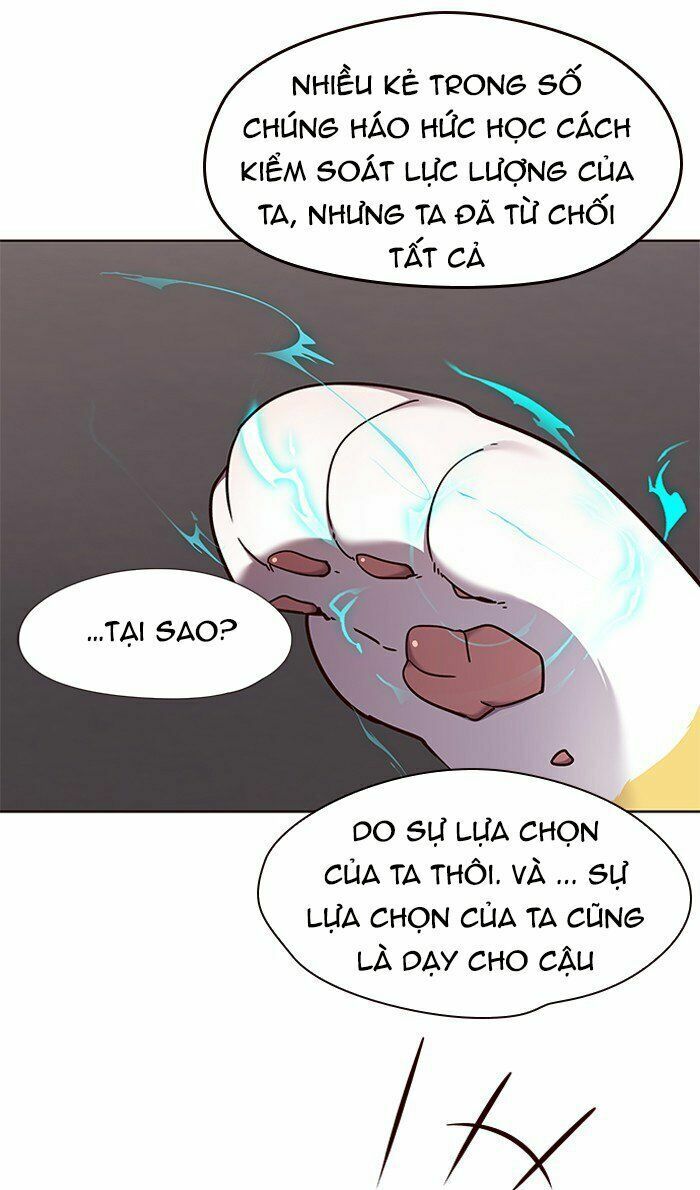 NHIỀU KẺ TRONG SỐ
CHÚNG HÁO HỨC HỌC CÁCH
KIỂM SOÁT LỰC LƯỢNG CỦA
TA, NHƯNG TA ĐÃ TỪ CHỐI
TẤT CẢ
...TẠI SAO?
DO SỰ LỰA CHỌN
CỦA TA THÔI. VÀ ... SỰ
LỰA CHỌN CỦA TA CŨNG
LÀ DẠY CHO CẬU